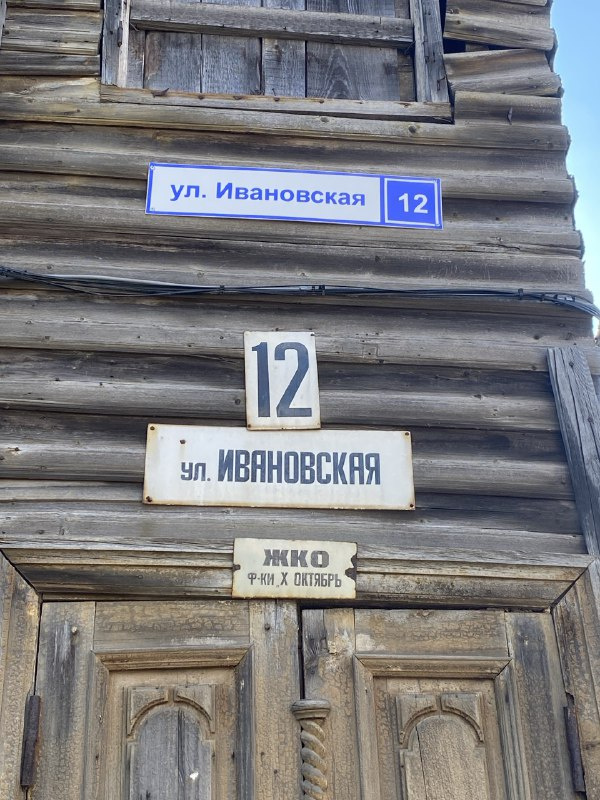 ул. Ивановская 12
12
ул. ИВАНОВСКАЯ
ЖКО
Ф-КИ „X ОКТЯБРЬ”